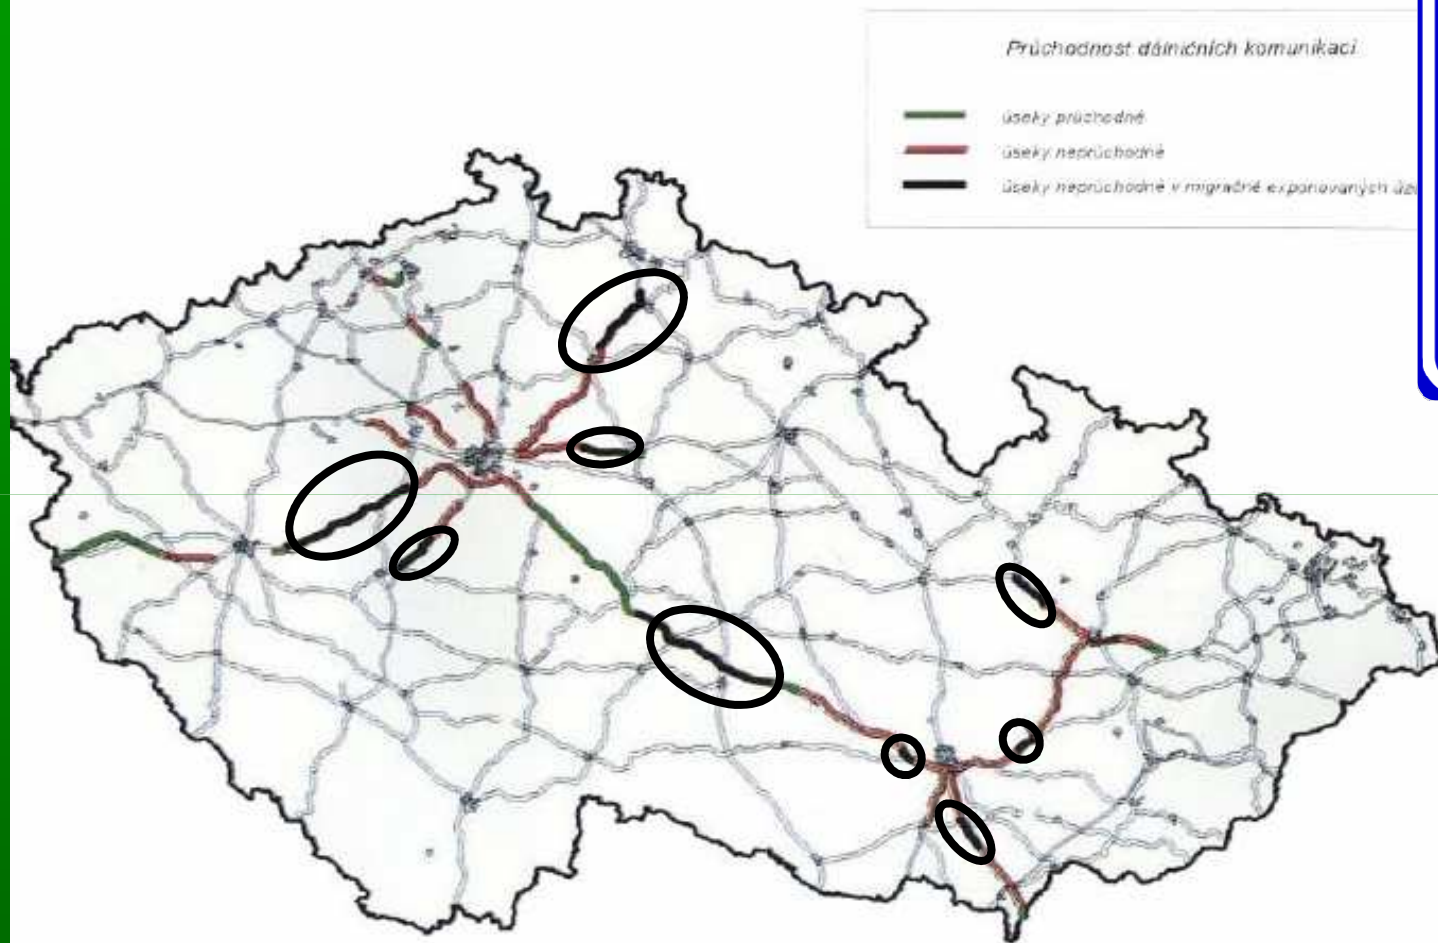 Průchodnost dálničních komunikací
úseky průchodné
úseky neprůchodné
úseky neprůchodné v migračně exponovaných